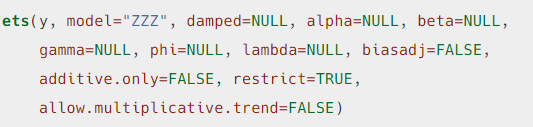 ets(y, model="ZZZ", damped=NULL, alpha=NULL, beta=NULL,
gamma=NULL, phi=NULL, lambda=NULL, biasadj=FALSE,
additive.only=FALSE, restrict=TRUE,
allow.multiplicative.trend=FALSE)